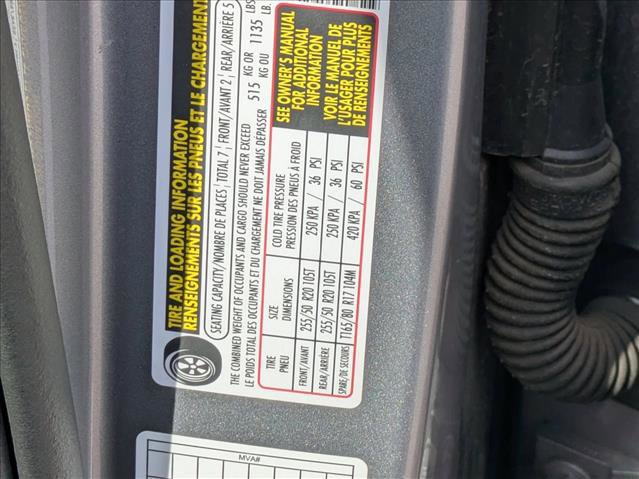 TIRE AND LOADING INFORMATION
RENSEIGNEMENTS SUR LES PNEUS ET LE CHARGEMENT
SEATING CAPACITY/NOMBRE DE PLACES TOTAL 7 FRONT/AVANT 2 REAR/ARRIÈRE 5
THE COMBINED WEIGHT OF OCCUPANTS AND CARGO SHOULD NEVER EXCEED
LE POIDS TOTAL DES OCCUPANTS ET DU CHARGEMENT NE DOIT JAMAIS DÉPASSER
515 KG OR 1135 LBS
KG OU LB.
TIRE SIZE COLD TIRE PRESSURE
PNEU DIMENSIONS PRESSION DES PNEUS À FROID
FRONT/AVANT 255/50 R20 105T 250 KPA / 36 PSI
REAR/ARRIÈRE 255/50 R20 105T 250 KPA / 36 PSI
SPARE/DE SECOURS T165/80 R17 104M 420 KPA / 60 PSI
SEE OWNER'S MANUAL
FOR ADDITIONAL
INFORMATION
VOIR LE MANUEL DE
L'USAGER POUR PLUS
DE RENSEIGNEMENTS
MVA#